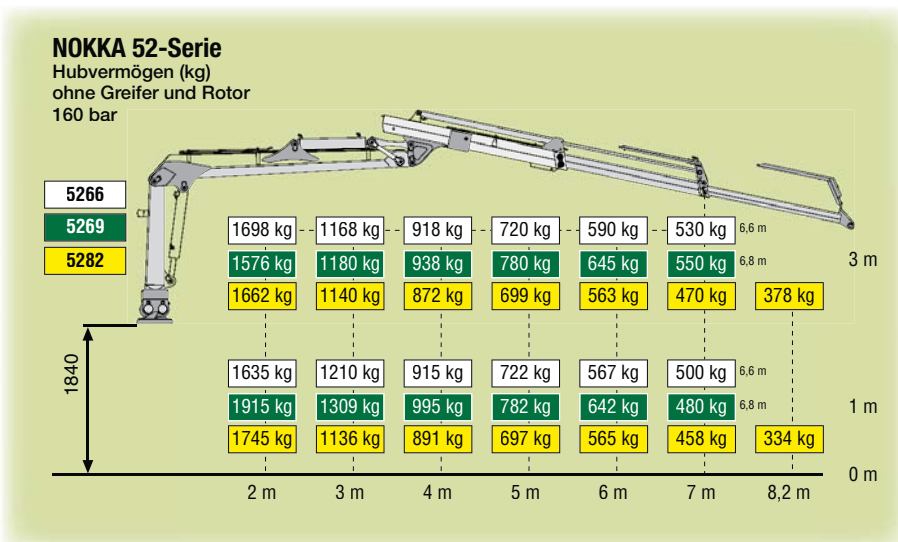 NOKKA 52-Serie
Hubvermögen (kg)
ohne Greifer und Rotor
160 bar
5266
5269
5282
1698 kg 1168 kg 918 kg 720 kg 590 kg 530 kg 6,6 m
1576 kg 1180 kg 938 kg 780 kg 645 kg 550 kg 6,8 m
3 m
1662 kg 1140 kg 872 kg 699 kg 563 kg 470 kg 378 kg
1840
1635 kg 1210 kg 915 kg 722 kg 567 kg 500 kg 6,6 m
1915 kg 1309 kg 995 kg 782 kg 642 kg 480 kg 6,8 m
1 m
1745 kg 1136 kg 891 kg 697 kg 565 kg 458 kg 334 kg
0 m
2 m 3 m 4 m 5 m 6 m 7 m 8,2 m